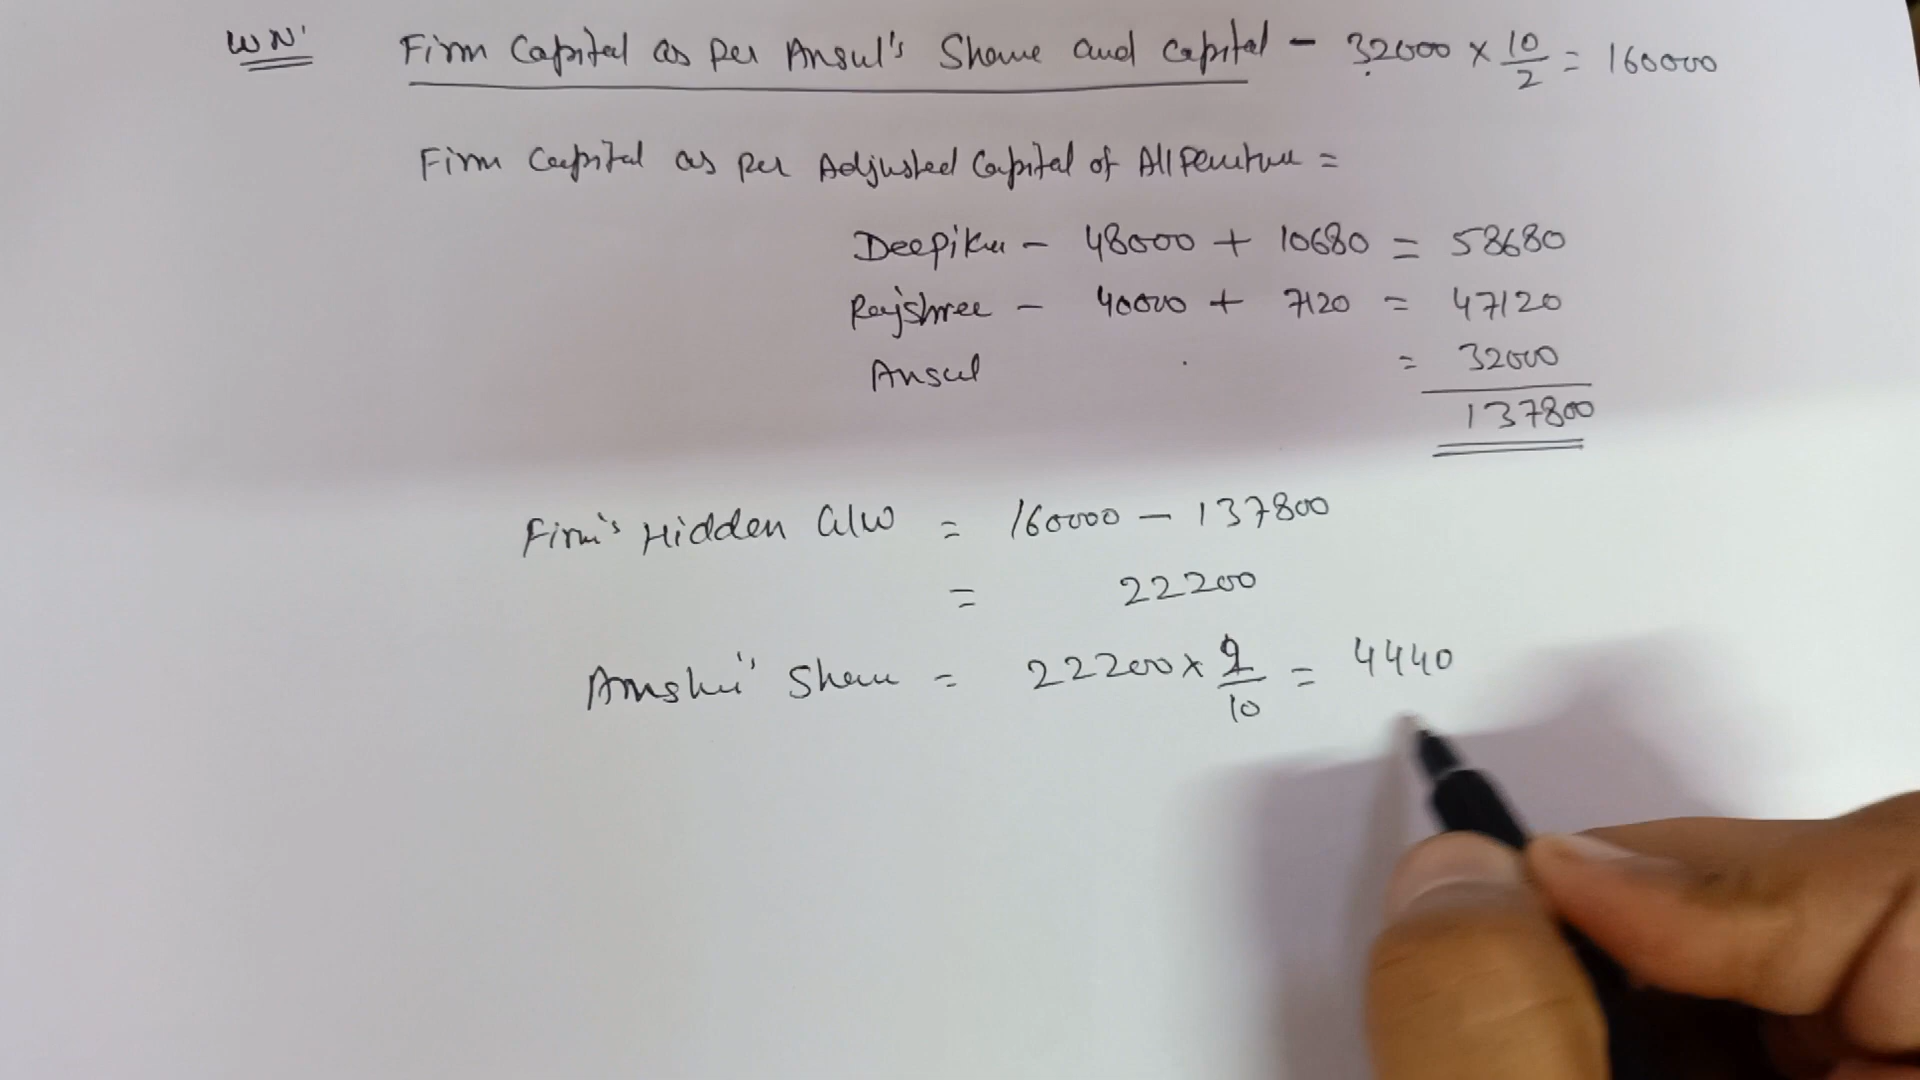 WN'
Firm Capital as per Ansul's Share and capital - 32000 × 10/2 = 160000
Firm Capital as per Adjusted Capital of All Partner =
Deepika - 48000 + 10680 = 58680
Rajshree - 40000 + 7120 = 47120
Ansul = 32000
137800
Firm's Hidden G/W = 160000 - 137800
= 22200
Anshu's Share = 22200 × 2/10 = 4440